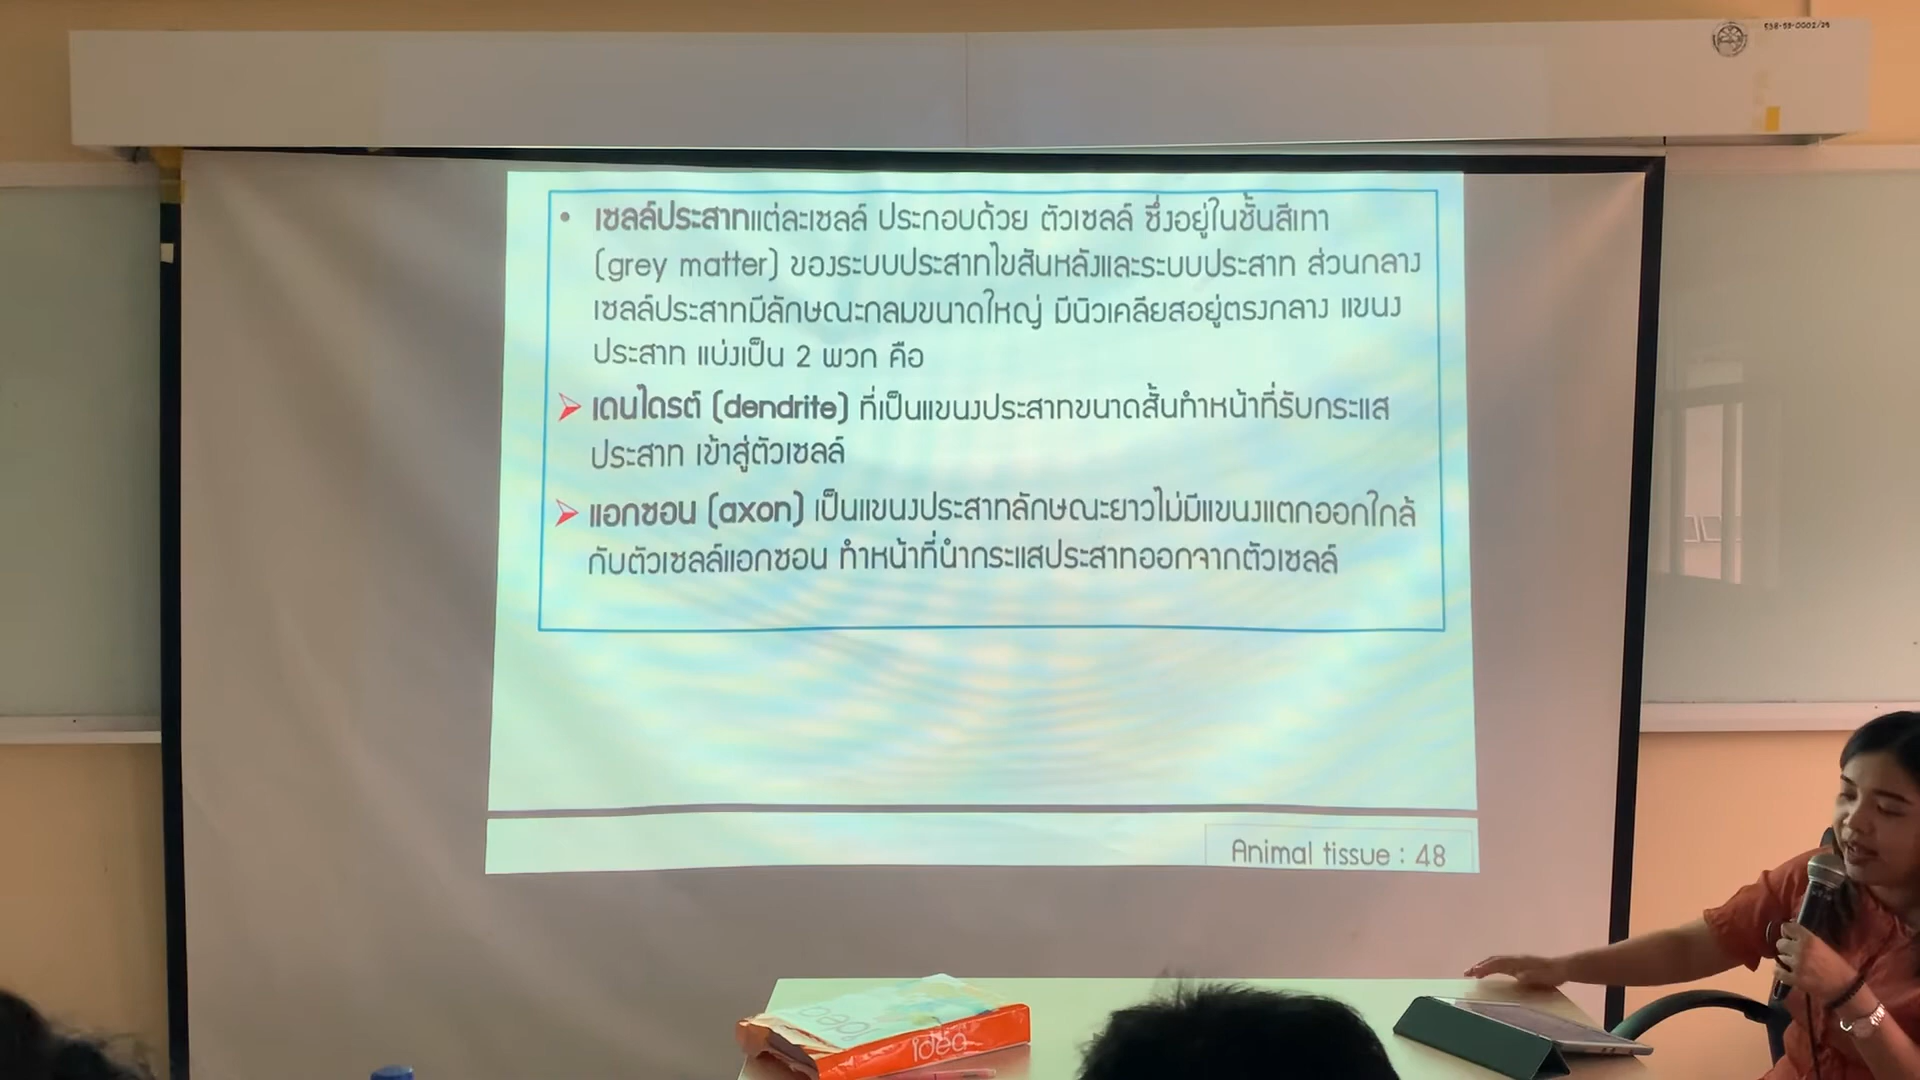 538-53-0002/29
• เซลล์ประสาทแต่ละเซลล์ ประกอบด้วย ตัวเซลล์ ซึ่งอยู่ในชั้นสีเทา
(grey matter) ของระบบประสาทไขสันหลังและระบบประสาท ส่วนกลาง
เซลล์ประสาทมีลักษณะกลมขนาดใหญ่ มีนิวเคลียสอยู่ตรงกลาง แขนง
ประสาท แบ่งเป็น 2 พวก คือ
เดนไดรต์ (dendrite) ที่เป็นแขนงประสาทขนาดสั้นทำหน้าที่รับกระแส
ประสาท เข้าสู่ตัวเซลล์
แอกซอน (axon) เป็นแขนงประสาทลักษณะยาวไม่มีแขนงแตกออกใกล้
กับตัวเซลล์แอกซอน ทำหน้าที่นำกระแสประสาทออกจากตัวเซลล์
Animal tissue : 48
idea
idea